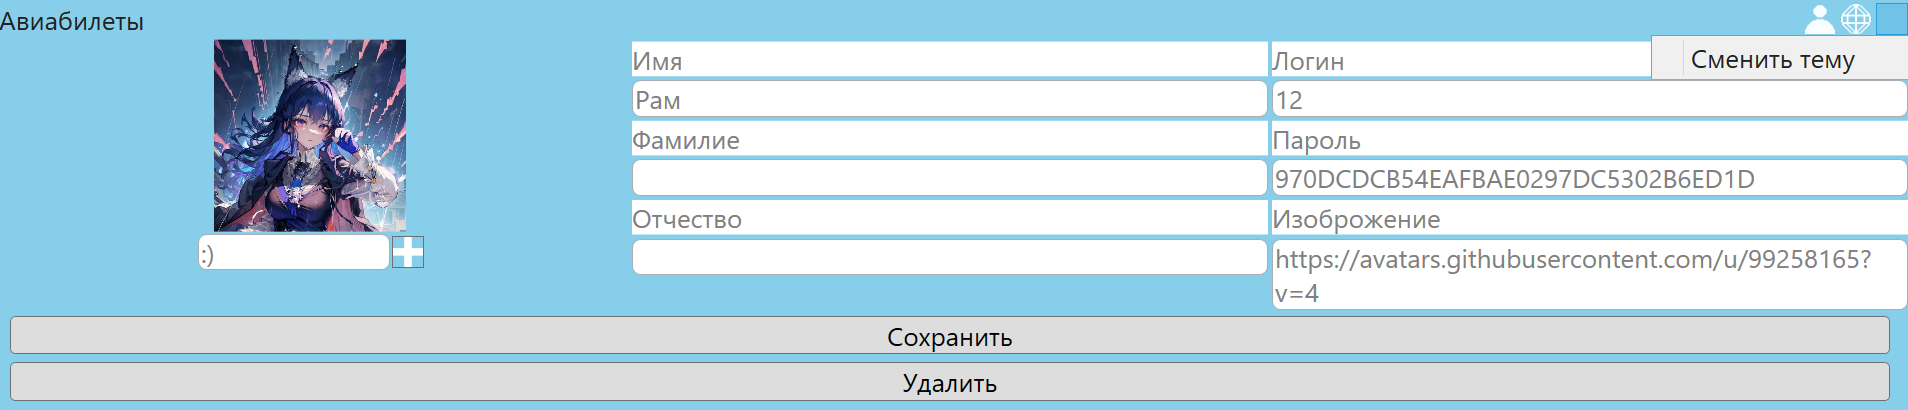 Авиабилеты
Сменить тему
:)
Имя
Рам
Фамилие
Отчество
Логин
12
Пароль
970DCDCB54EAFBAE0297DC5302B6ED1D
Изоброжение
https://avatars.githubusercontent.com/u/99258165?
v=4
Сохранить
Удалить